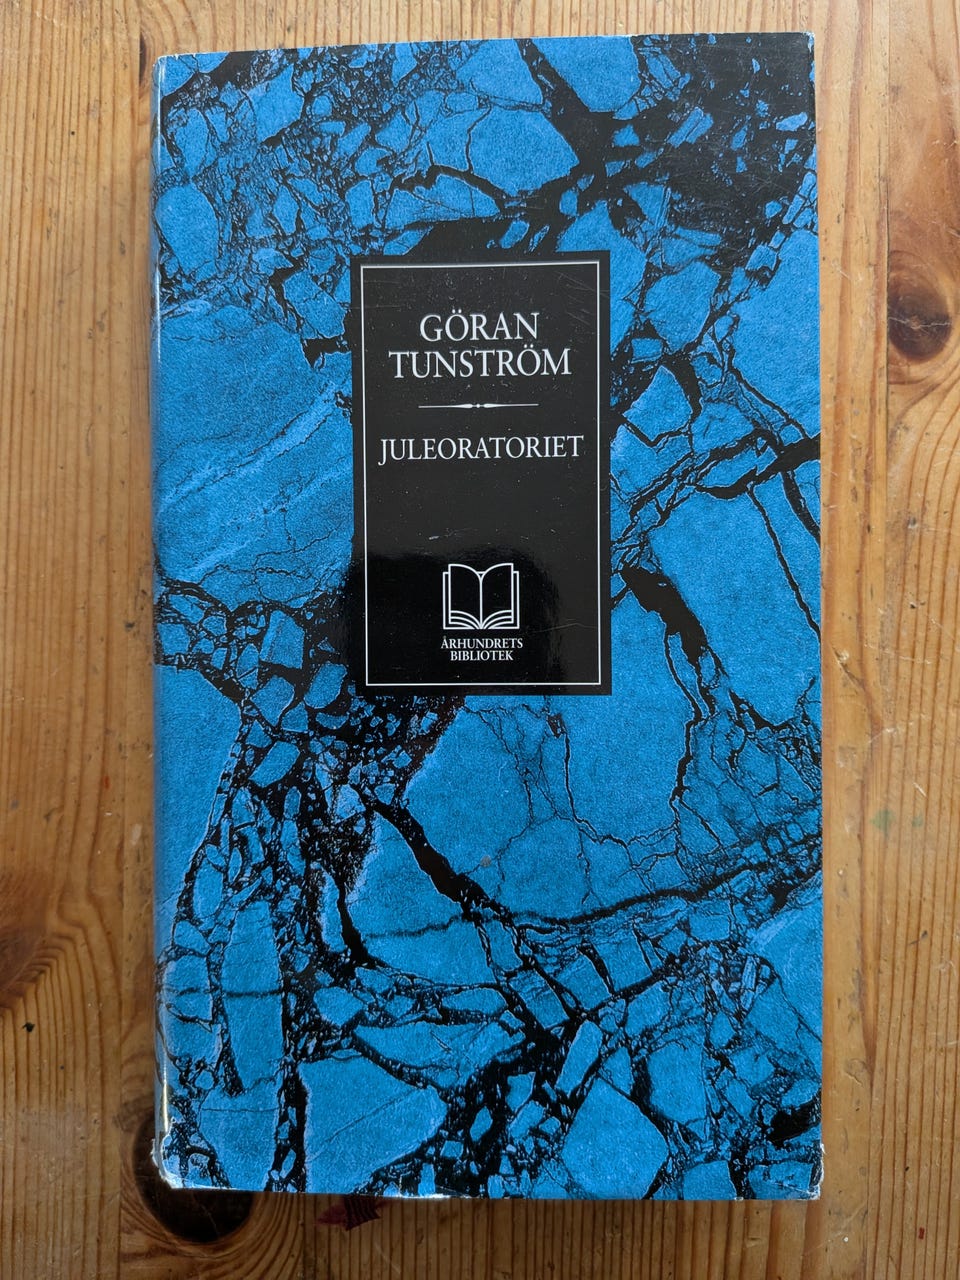 GÖRAN
TUNSTRÖM
JULEORATORIET
ÅRHUNDRETS
BIBLIOTEK